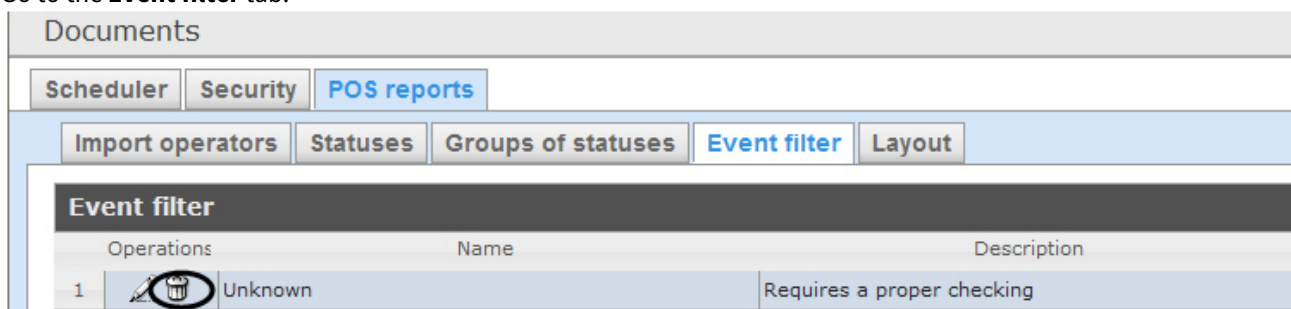 Go to the Event filter tab.
Documents
Scheduler Security POS reports
Import operators Statuses Groups of statuses Event filter Layout
Event filter
Operations Name Description
1 Unknown Requires a proper checking